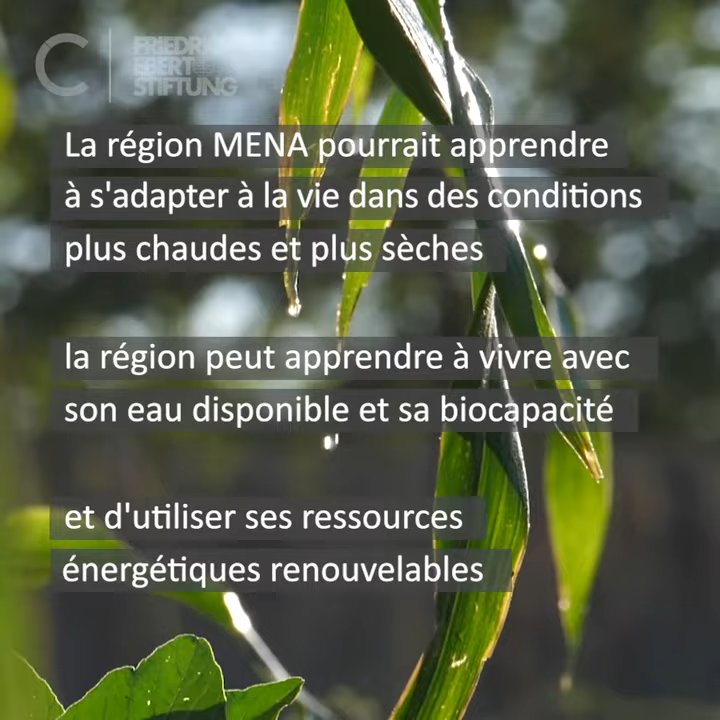 C
FRIEDRICH
EBERT
STIFTUNG
La région MENA pourrait apprendre
à s'adapter à la vie dans des conditions
plus chaudes et plus sèches
la région peut apprendre à vivre avec
son eau disponible et sa biocapacité
et d'utiliser ses ressources
énergétiques renouvelables